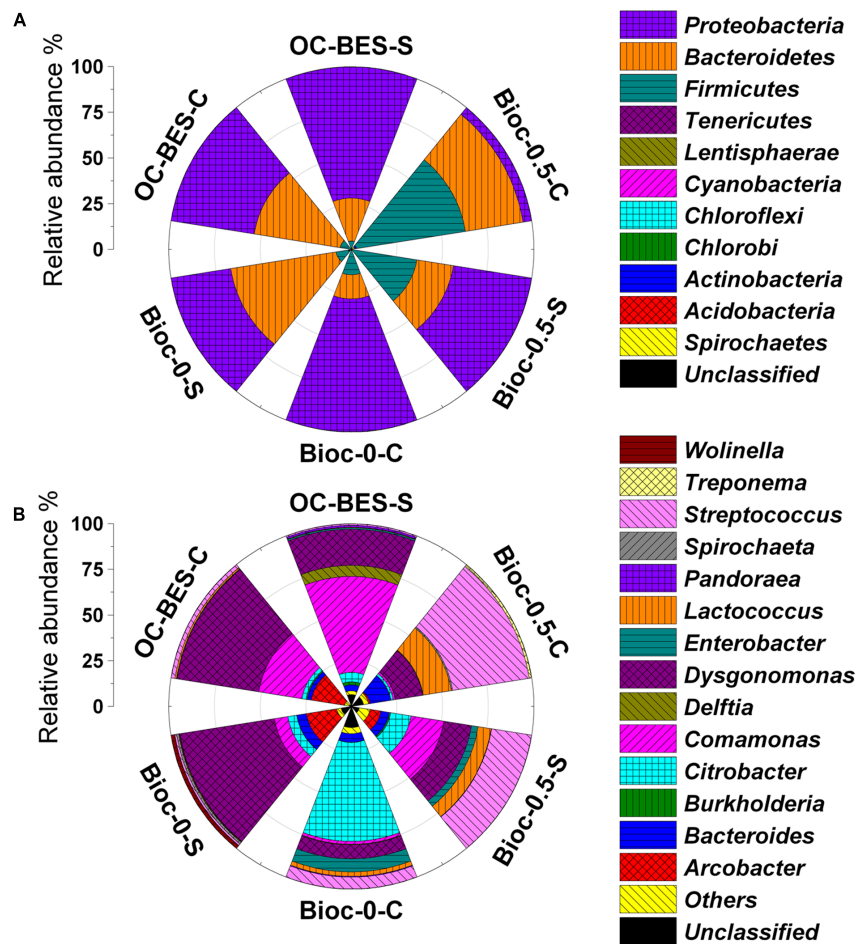 A
Relative abundance %
100
75
50
25
0
OC-BES-S
OC-BES-C
Bioc-0.5-C
Bioc-0-S
Bioc-0.5-S
Bioc-0-C
Proteobacteria
Bacteroidetes
Firmicutes
Tenericutes
Lentisphaerae
Cyanobacteria
Chloroflexi
Chlorobi
Actinobacteria
Acidobacteria
Spirochaetes
Unclassified
B
Relative abundance %
100
75
50
25
0
OC-BES-S
OC-BES-C
Bioc-0.5-C
Bioc-0-S
Bioc-0.5-S
Bioc-0-C
Wolinella
Treponema
Streptococcus
Spirochaeta
Pandoraea
Lactococcus
Enterobacter
Dysgonomonas
Delftia
Comamonas
Citrobacter
Burkholderia
Bacteroides
Arcobacter
Others
Unclassified